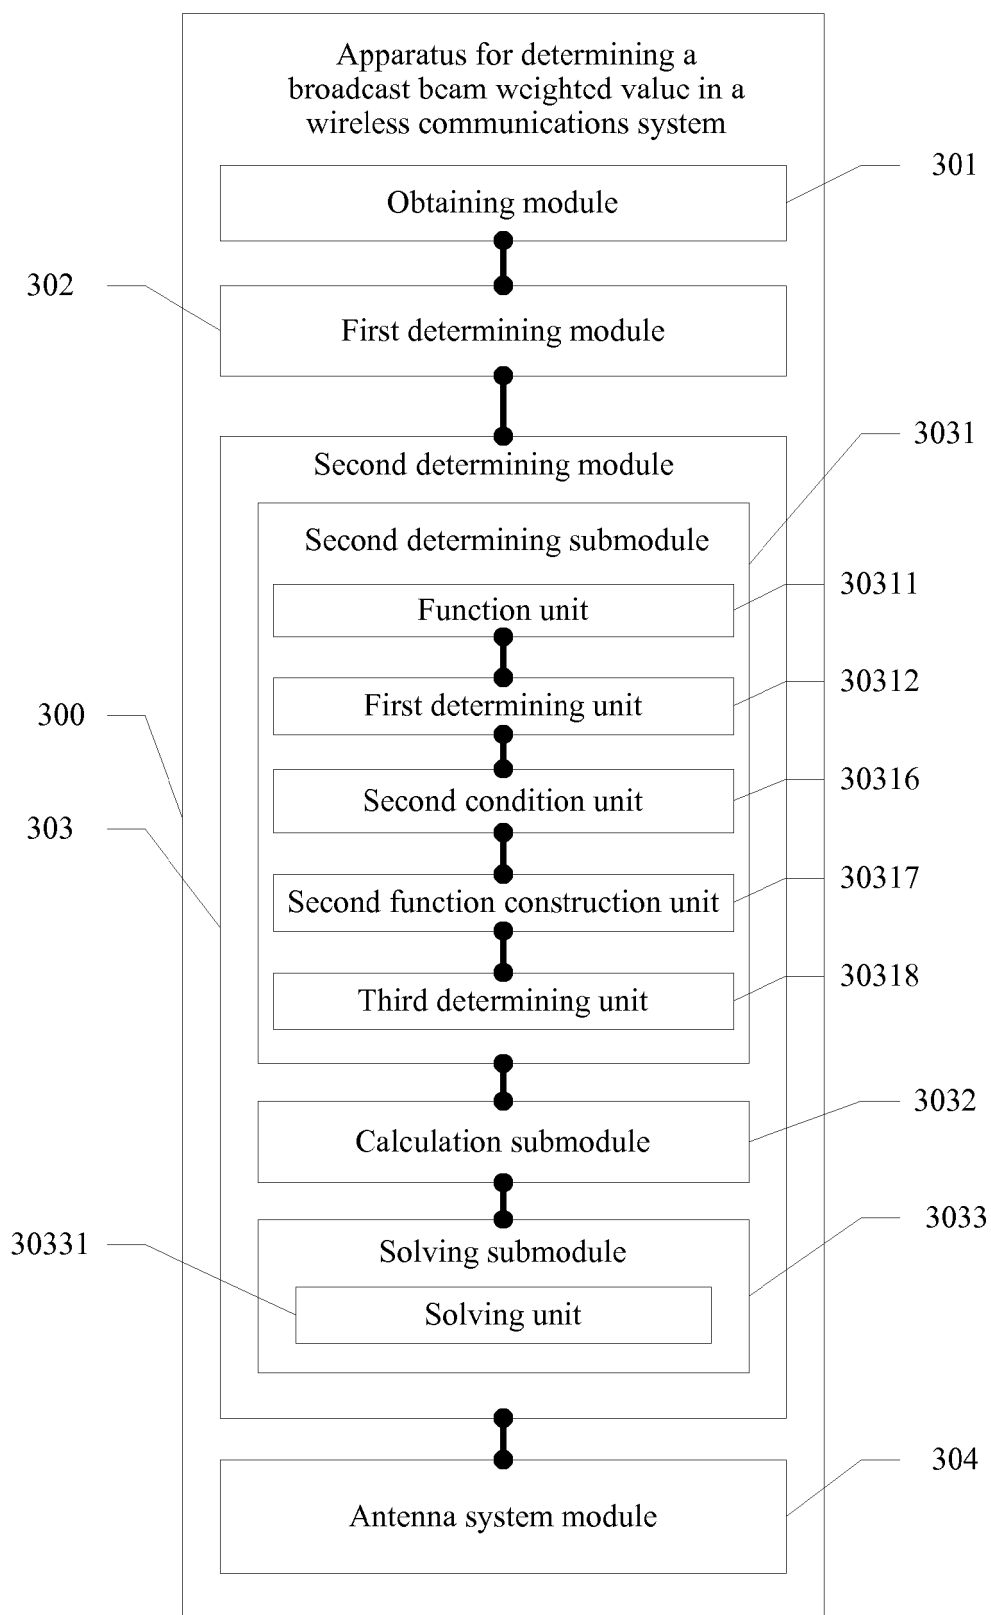 Apparatus for determining a
broadcast beam weighted value in a
wireless communications system
301
Obtaining module
302
First determining module
3031
Second determining module
Second determining submodule
30311
Function unit
30312
First determining unit
300
30316
Second condition unit
303
30317
Second function construction unit
30318
Third determining unit
3032
Calculation submodule
3033
30331
Solving submodule
Solving unit
304
Antenna system module